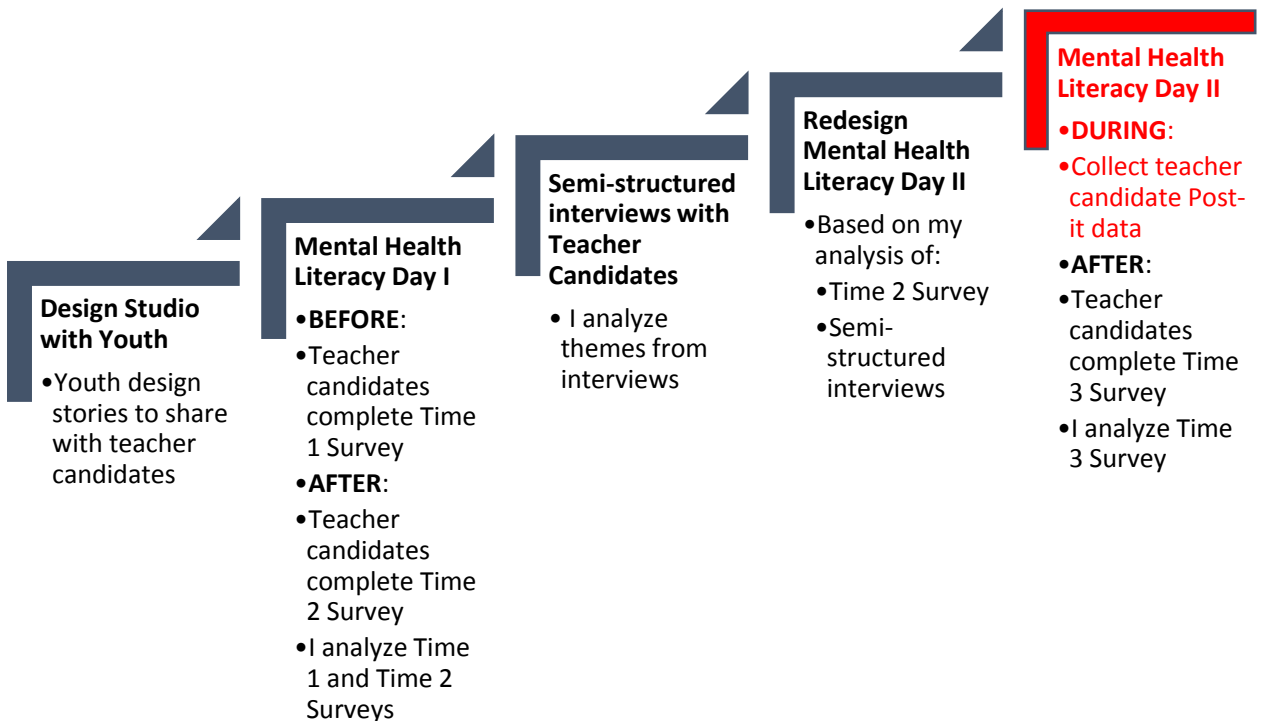 Design Studio
with Youth
•Youth design
stories to share
with teacher
candidates
Mental Health
Literacy Day I
•BEFORE:
•Teacher
candidates
complete Time
1 Survey
•AFTER:
•Teacher
candidates
complete Time
2 Survey
•I analyze Time
1 and Time 2
Surveys
Semi-structured
interviews with
Teacher
Candidates
• I analyze
themes from
interviews
Redesign
Mental Health
Literacy Day II
•Based on my
analysis of:
•Time 2 Survey
•Semi-
structured
interviews
Mental Health
Literacy Day II
•DURING:
•Collect teacher
candidate Post-
it data
•AFTER:
•Teacher
candidates
complete Time
3 Survey
•I analyze Time
3 Survey